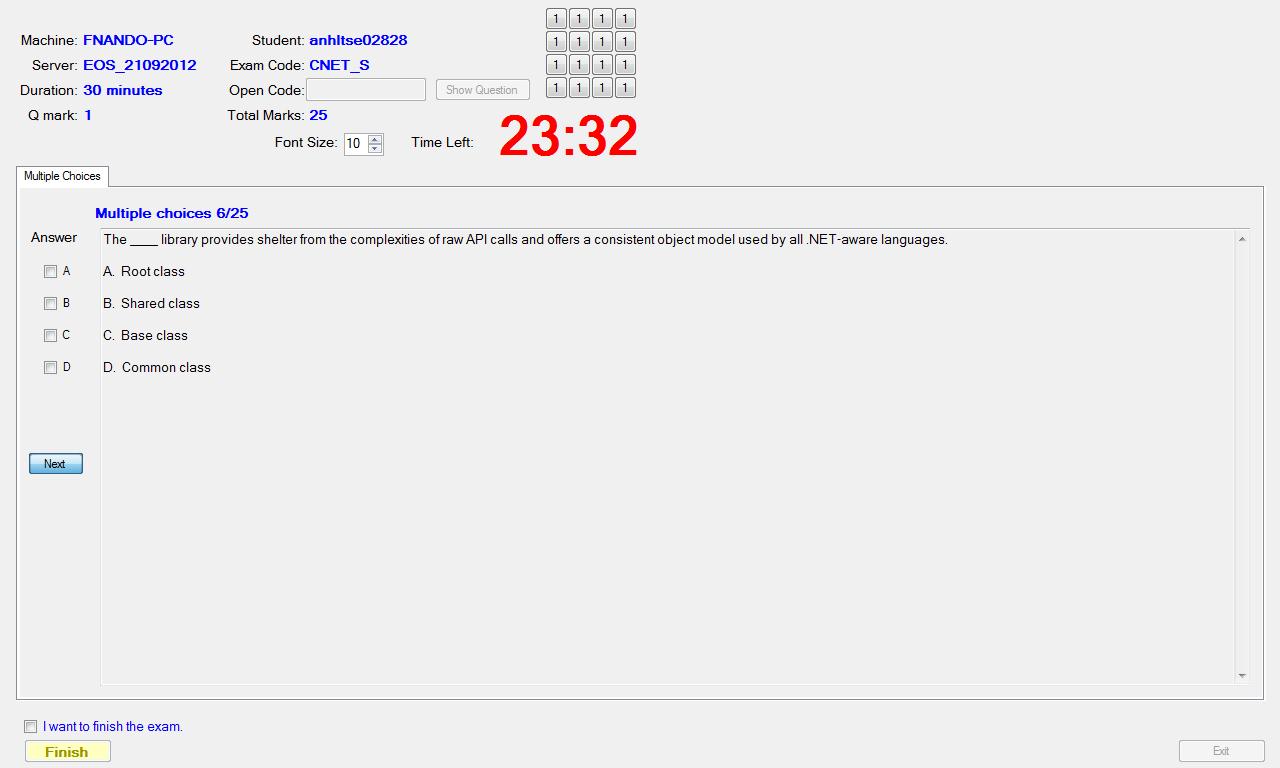 Machine: FNANDO-PC
Student: anhltse02828
Server: EOS_21092012
Exam Code: CNET_S
Duration: 30 minutes
Open Code:
Show Question
Q mark: 1
Total Marks: 25
Font Size: 10
Time Left: 23:32
1 1 1 1
1 1 1 1
1 1 1 1
1 1 1 1
Multiple Choices
Multiple choices 6/25
Answer
The ____ library provides shelter from the complexities of raw API calls and offers a consistent object model used by all .NET-aware languages.
A A. Root class
B B. Shared class
C C. Base class
D D. Common class
Next
I want to finish the exam.
Finish
Exit